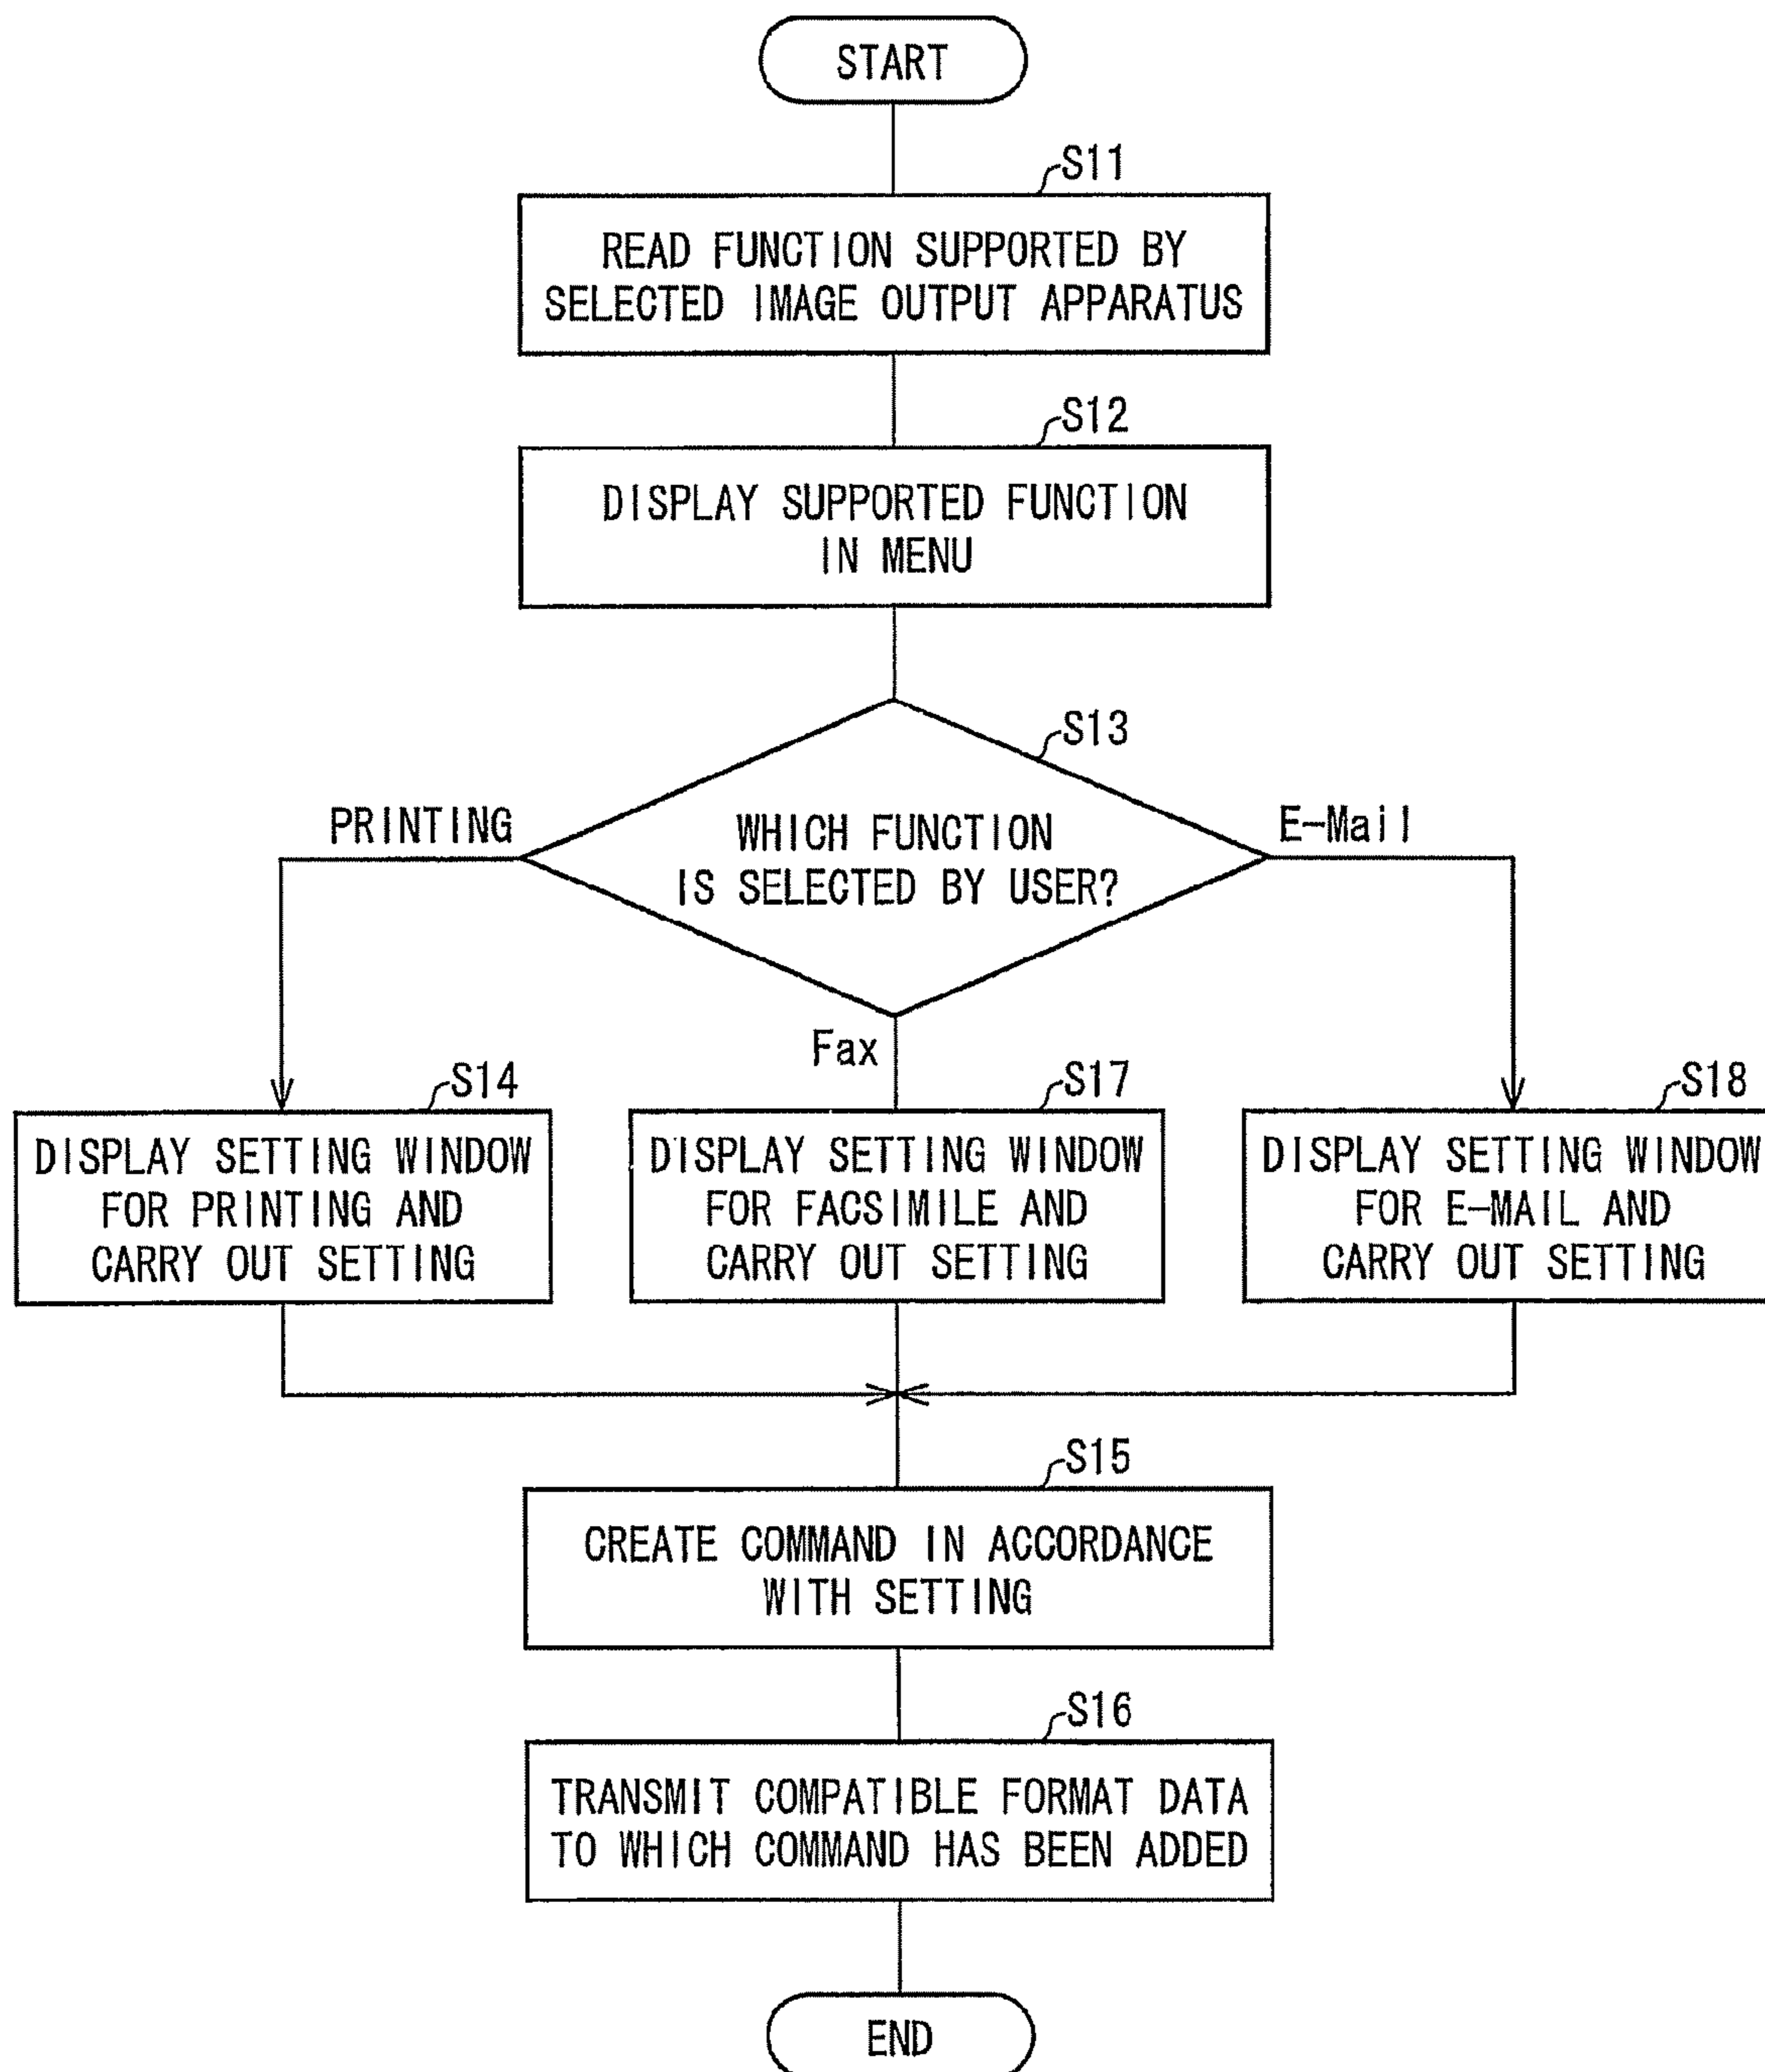 START
S11
READ FUNCTION SUPPORTED BY
SELECTED IMAGE OUTPUT APPARATUS
S12
DISPLAY SUPPORTED FUNCTION
IN MENU
S13
PRINTING
WHICH FUNCTION
IS SELECTED BY USER?
E-Mail
Fax
S14
DISPLAY SETTING WINDOW
FOR PRINTING AND
CARRY OUT SETTING
S17
DISPLAY SETTING WINDOW
FOR FACSIMILE AND
CARRY OUT SETTING
S18
DISPLAY SETTING WINDOW
FOR E-MAIL AND
CARRY OUT SETTING
S15
CREATE COMMAND IN ACCORDANCE
WITH SETTING
S16
TRANSMIT COMPATIBLE FORMAT DATA
TO WHICH COMMAND HAS BEEN ADDED
END